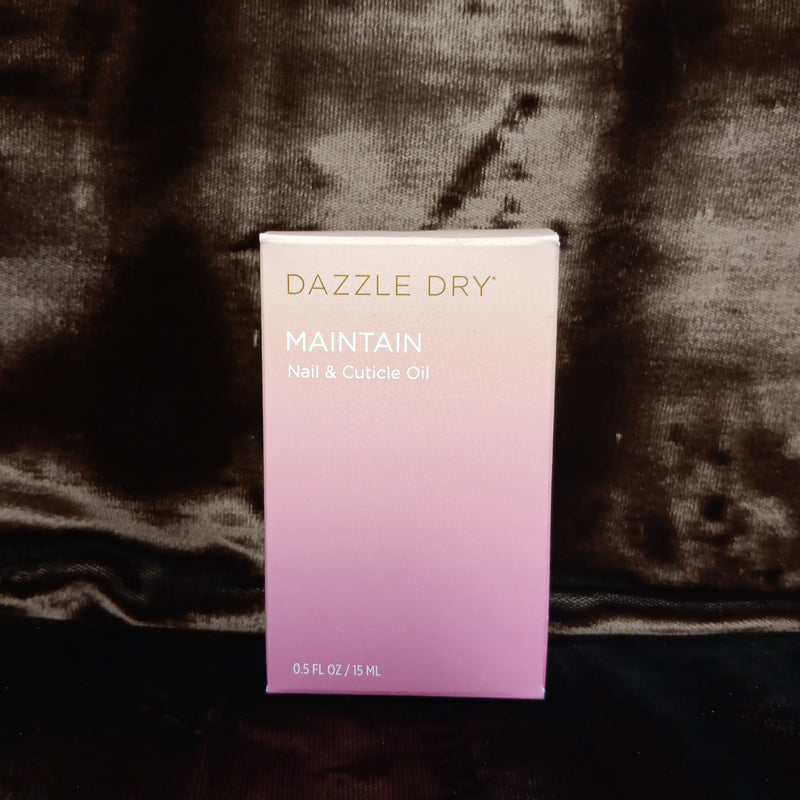 DAZZLE DRY®
MAINTAIN
Nail & Cuticle Oil
0.5 FL OZ / 15 ML